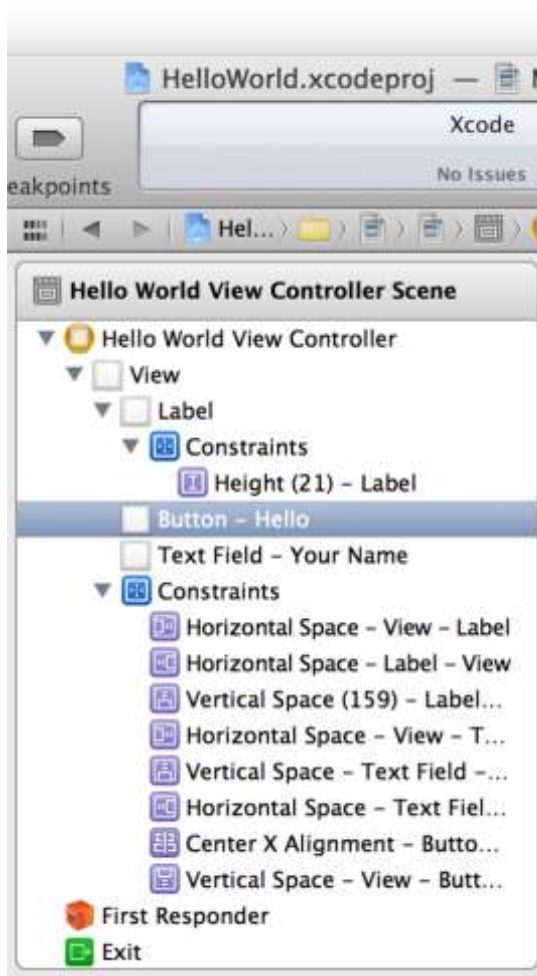 HelloWorld.xcodeproj —
Xcode
No Issues
eakpoints
Hel...
Hello World View Controller Scene
Hello World View Controller
View
Label
Constraints
Height (21) – Label
Button – Hello
Text Field – Your Name
Constraints
Horizontal Space – View – Label
Horizontal Space – Label – View
Vertical Space (159) – Label...
Horizontal Space – View – T...
Vertical Space – Text Field –...
Horizontal Space – Text Fiel...
Center X Alignment – Butto...
Vertical Space – View – Butt...
First Responder
Exit